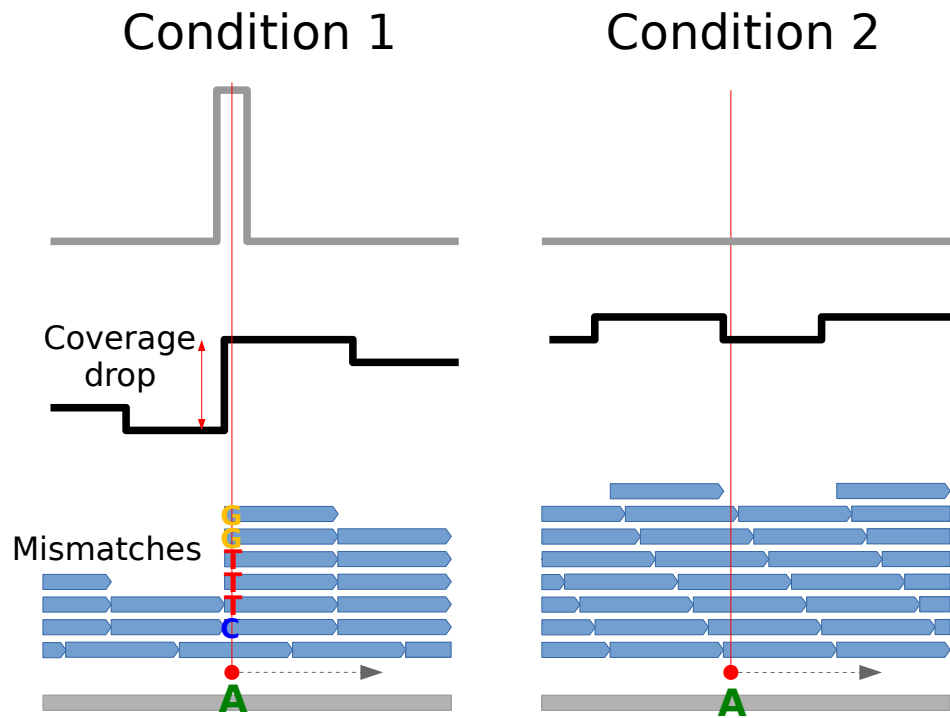 Condition 1
Condition 2
Coverage
drop
G
G
Mismatches
T
T
T
C
A
A